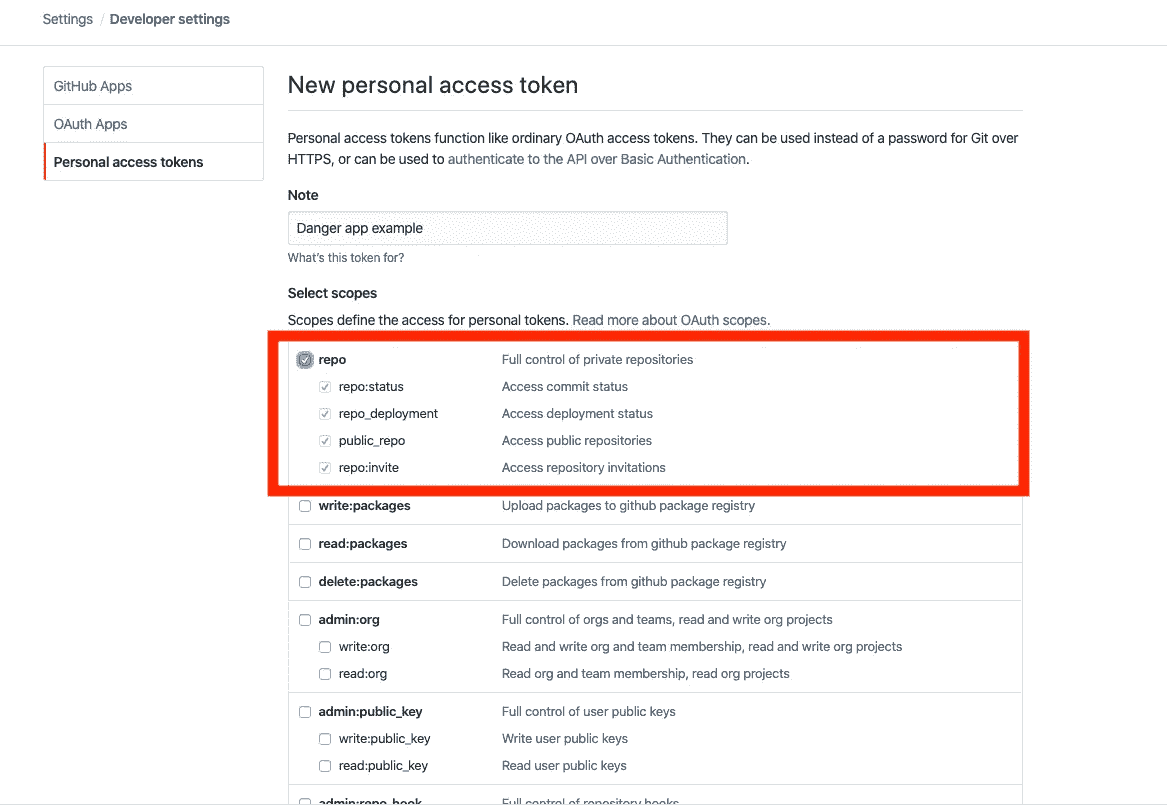 Settings / Developer settings
GitHub Apps
OAuth Apps
Personal access tokens
New personal access token
Personal access tokens function like ordinary OAuth access tokens. They can be used instead of a password for Git over
HTTPS, or can be used to authenticate to the API over Basic Authentication.
Note
Danger app example
What's this token for?
Select scopes
Scopes define the access for personal tokens. Read more about OAuth scopes.
repo Full control of private repositories
repo:status Access commit status
repo_deployment Access deployment status
public_repo Access public repositories
repo:invite Access repository invitations
write:packages Upload packages to github package registry
read:packages Download packages from github package registry
delete:packages Delete packages from github package registry
admin:org Full control of orgs and teams, read and write org projects
write:org Read and write org and team membership, read and write org projects
read:org Read org and team membership, read org projects
admin:public_key Full control of user public keys
write:public_key Write user public keys
read:public_key Read user public keys
admin:repo_hook Full control of repository hooks